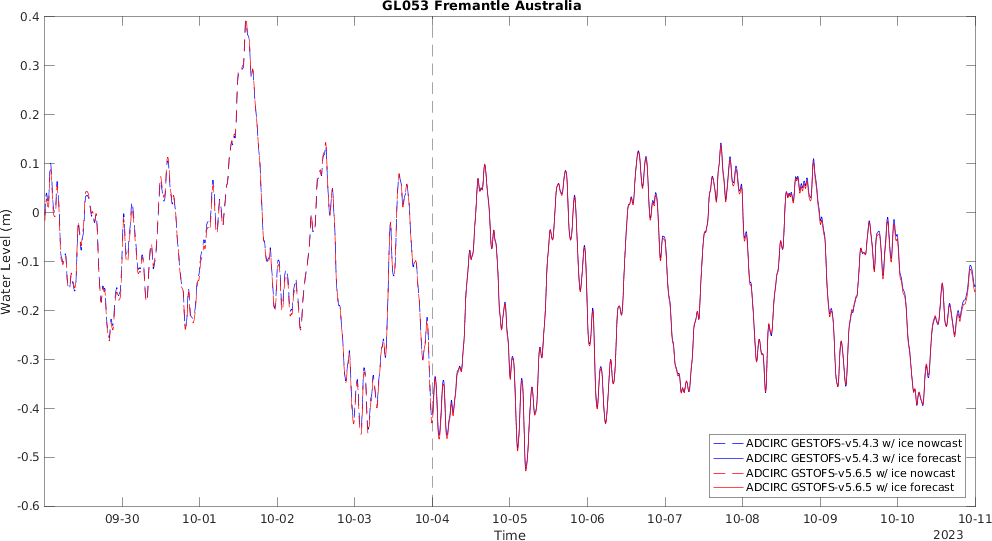 GL053 Fremantle Australia
0.4
0.3
0.2
0.1
0
-0.1
-0.2
-0.3
-0.4
-0.5
-0.6
Water Level (m)
ADCIRC GESTOFS-v5.4.3 w/ ice nowcast
ADCIRC GESTOFS-v5.4.3 w/ ice forecast
ADCIRC GSTOFS-v5.6.5 w/ ice nowcast
ADCIRC GSTOFS-v5.6.5 w/ ice forecast
09-30 10-01 10-02 10-03 10-04 10-05 10-06 10-07 10-08 10-09 10-10 10-11
Time
2023